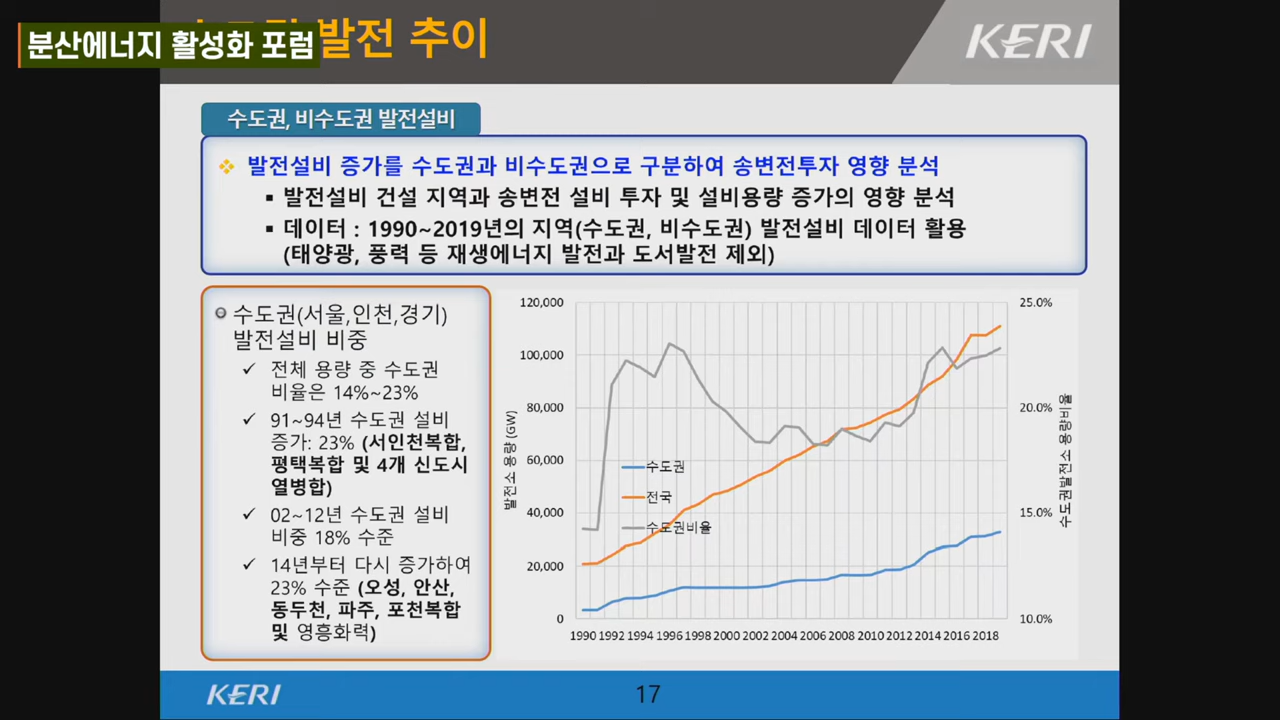 분산에너지 활성화 포럼
발전 추이
KERI
수도권, 비수도권 발전설비
발전설비 증가를 수도권과 비수도권으로 구분하여 송변전투자 영향 분석
▪ 발전설비 건설 지역과 송변전 설비 투자 및 설비용량 증가의 영향 분석
▪ 데이터 : 1990~2019년의 지역(수도권, 비수도권) 발전설비 데이터 활용
(태양광, 풍력 등 재생에너지 발전과 도서발전 제외)
수도권(서울,인천,경기)
발전설비 비중
✓ 전체 용량 중 수도권
비율은 14%~23%
✓ 91~94년 수도권 설비
증가: 23% (서인천복합,
평택복합 및 4개 신도시
열병합)
✓ 02~12년 수도권 설비
비중 18% 수준
✓ 14년부터 다시 증가하여
23% 수준 (오성, 안산,
동두천, 파주, 포천복합
및 영흥화력)
발전소 용량 (GW)
120,000
100,000
80,000
60,000
40,000
20,000
0
수도권
전국
수도권비율
25.0%
20.0%
15.0%
10.0%
수도권발전소 용량비율
1990 1992 1994 1996 1998 2000 2002 2004 2006 2008 2010 2012 2014 2016 2018
KERI
17